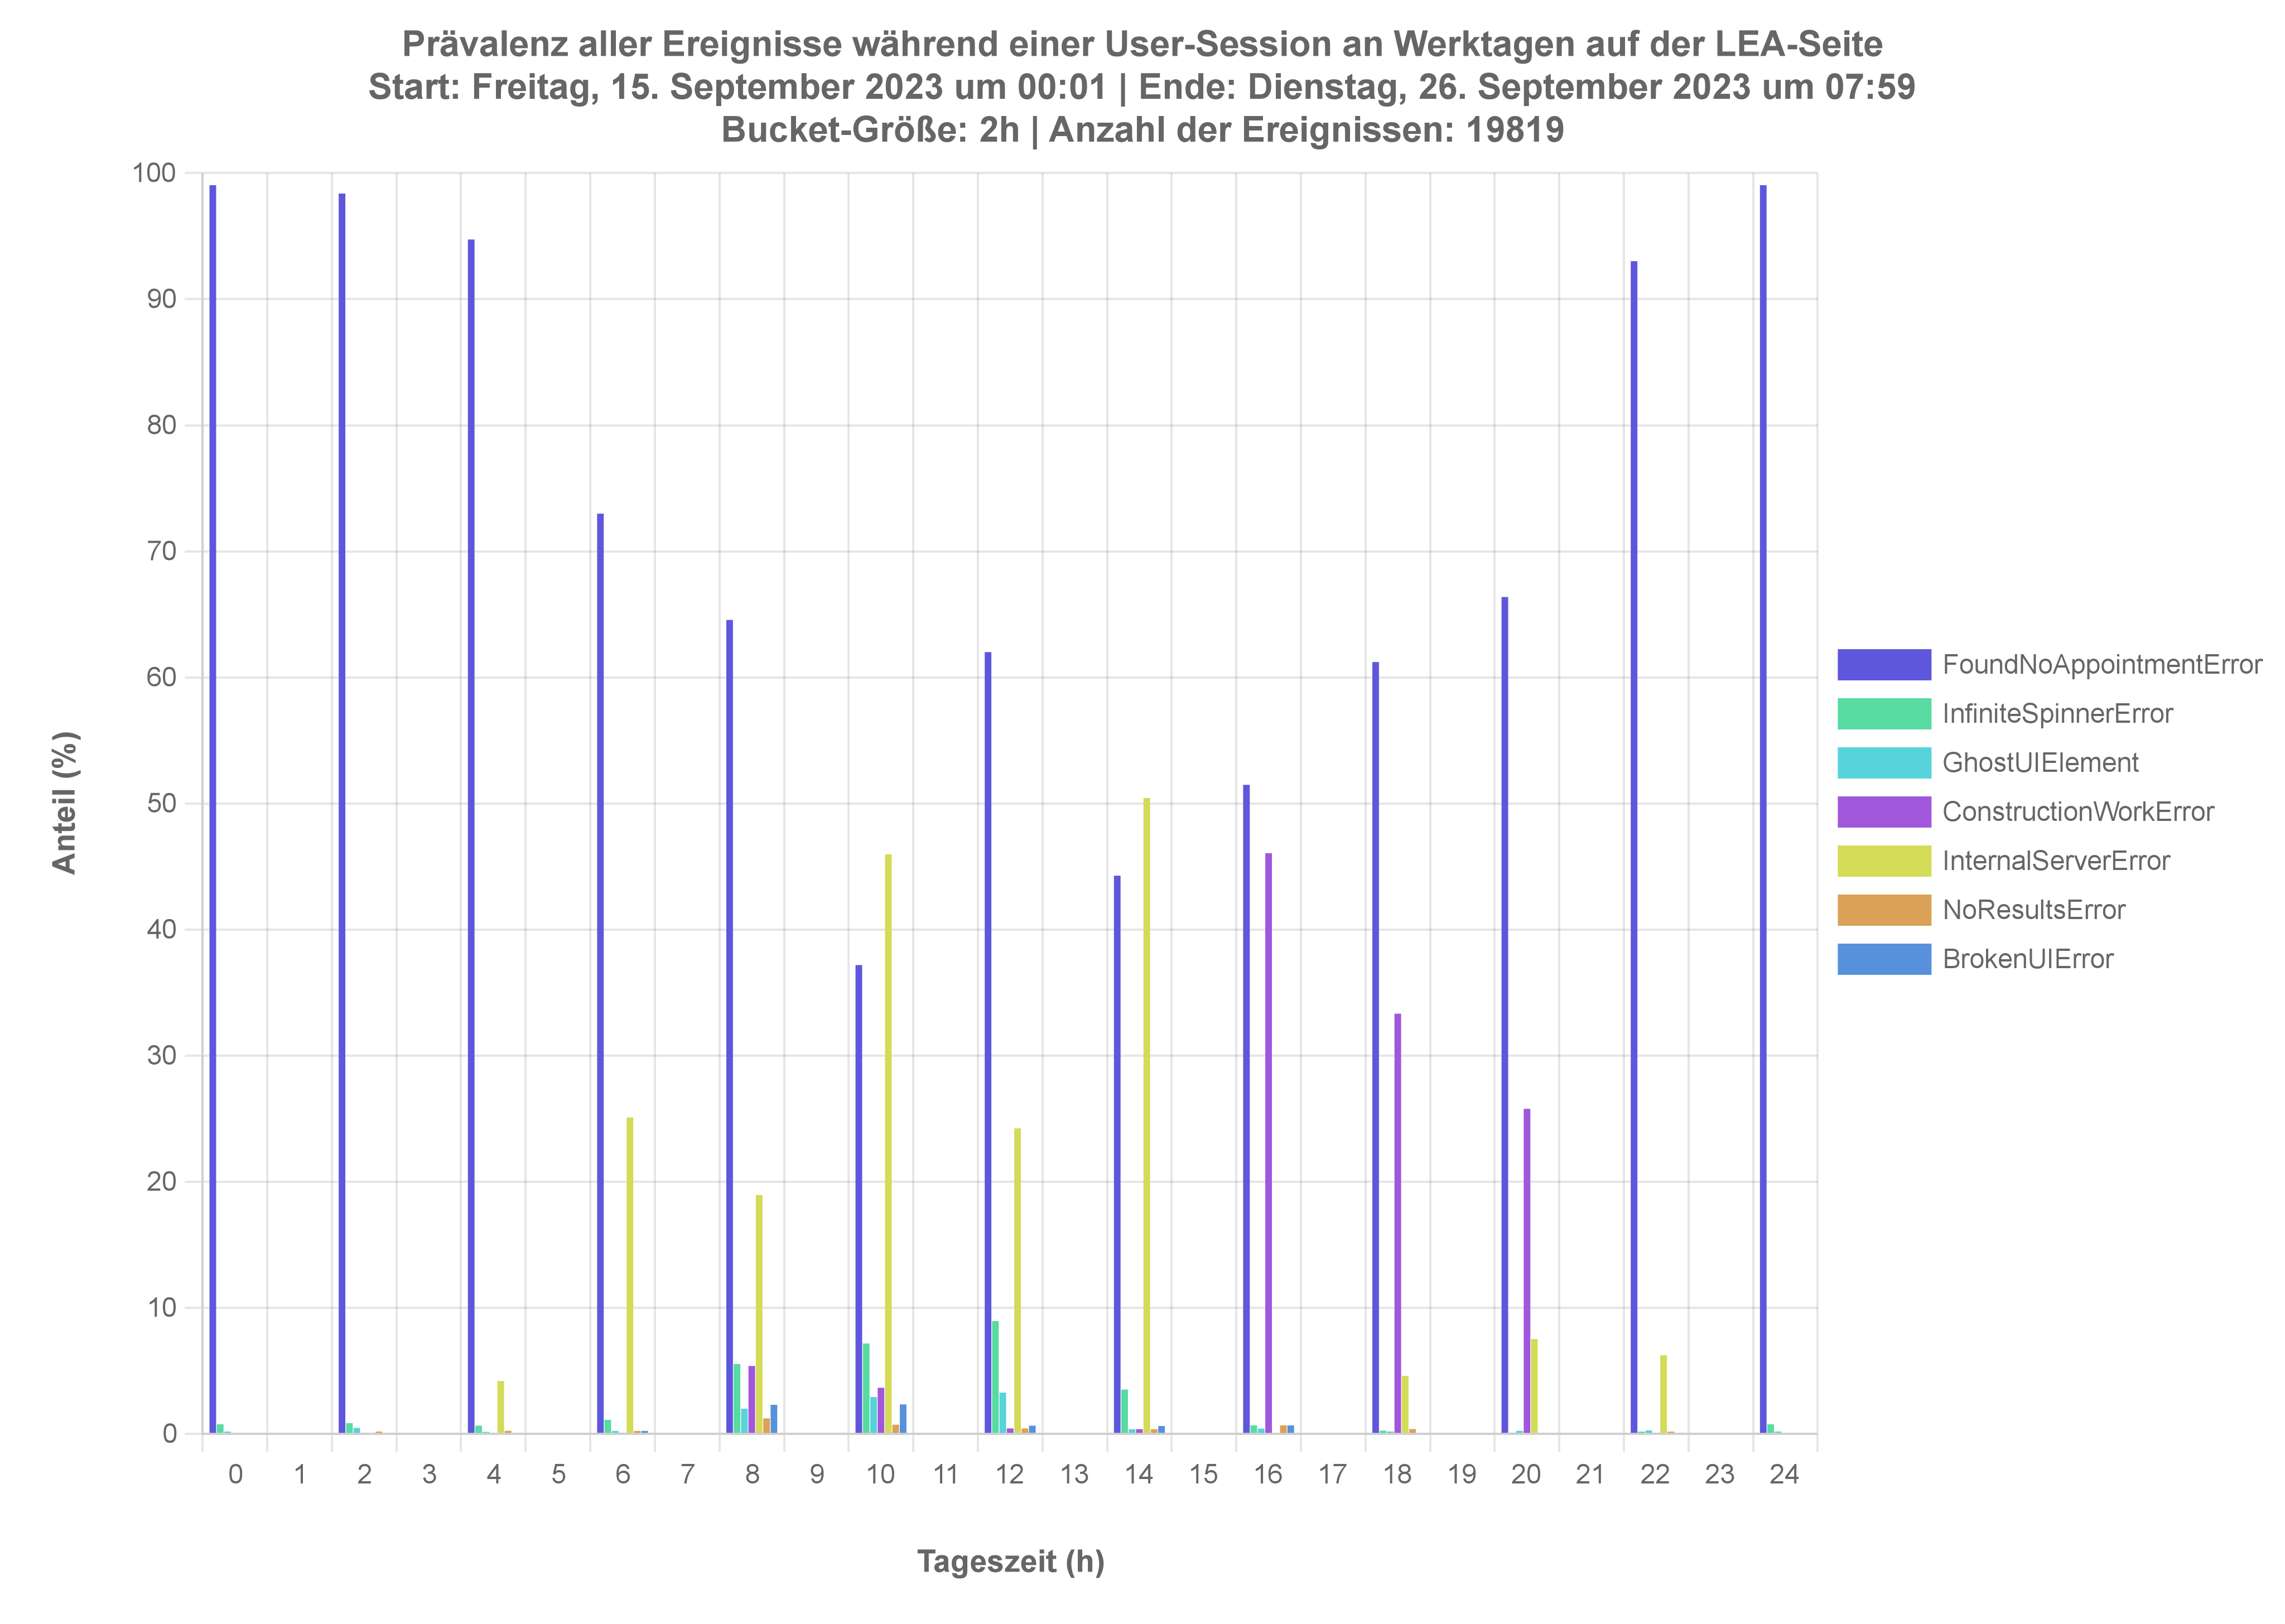 Prävalenz aller Ereignisse während einer User-Session an Werktagen auf der LEA-Seite
Start: Freitag, 15. September 2023 um 00:01 | Ende: Dienstag, 26. September 2023 um 07:59
Bucket-Größe: 2h | Anzahl der Ereignissen: 19819
100
90
80
70
60
50
40
30
20
10
0
Anteil (%)
0 1 2 3 4 5 6 7 8 9 10 11 12 13 14 15 16 17 18 19 20 21 22 23 24
Tageszeit (h)
FoundNoAppointmentError
InfiniteSpinnerError
GhostUIElement
ConstructionWorkError
InternalServerError
NoResultsError
BrokenUIError